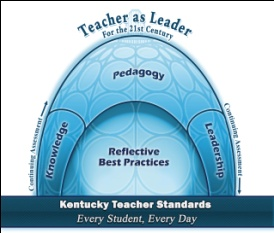 Teacher as Leader
For the 21st Century
Pedagogy
Continuing Assessment
Knowledge
Leadership
Continuing Assessment
Reflective
Best Practices
Kentucky Teacher Standards
Every Student, Every Day